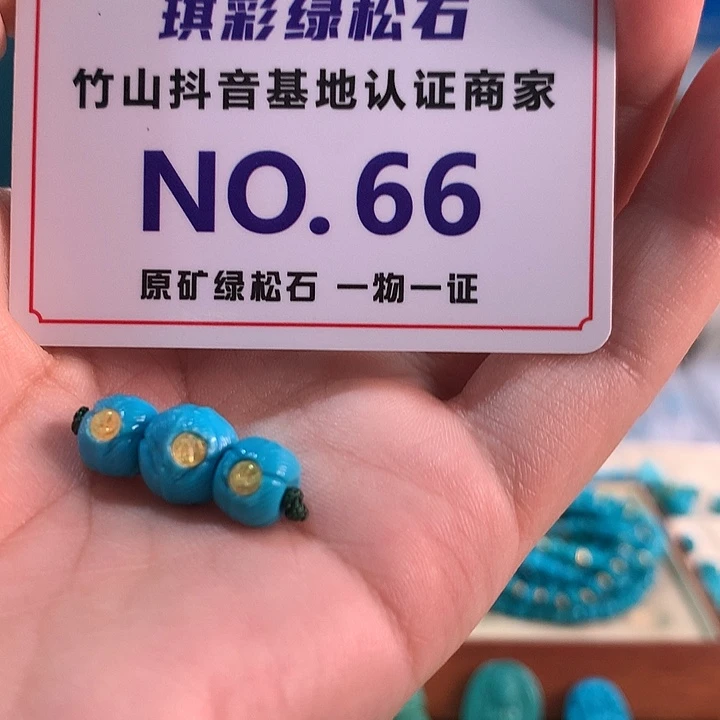 琪彩绿松石
竹山抖音基地认证商家
NO.66
原矿绿松石 一物一证